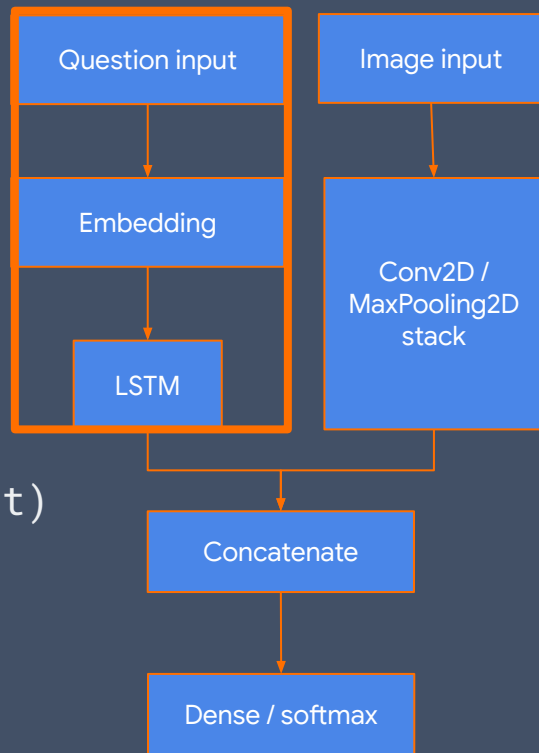 Question input
Image input
Embedding
Conv2D /
MaxPooling2D
stack
LSTM
t)
Concatenate
Dense / softmax